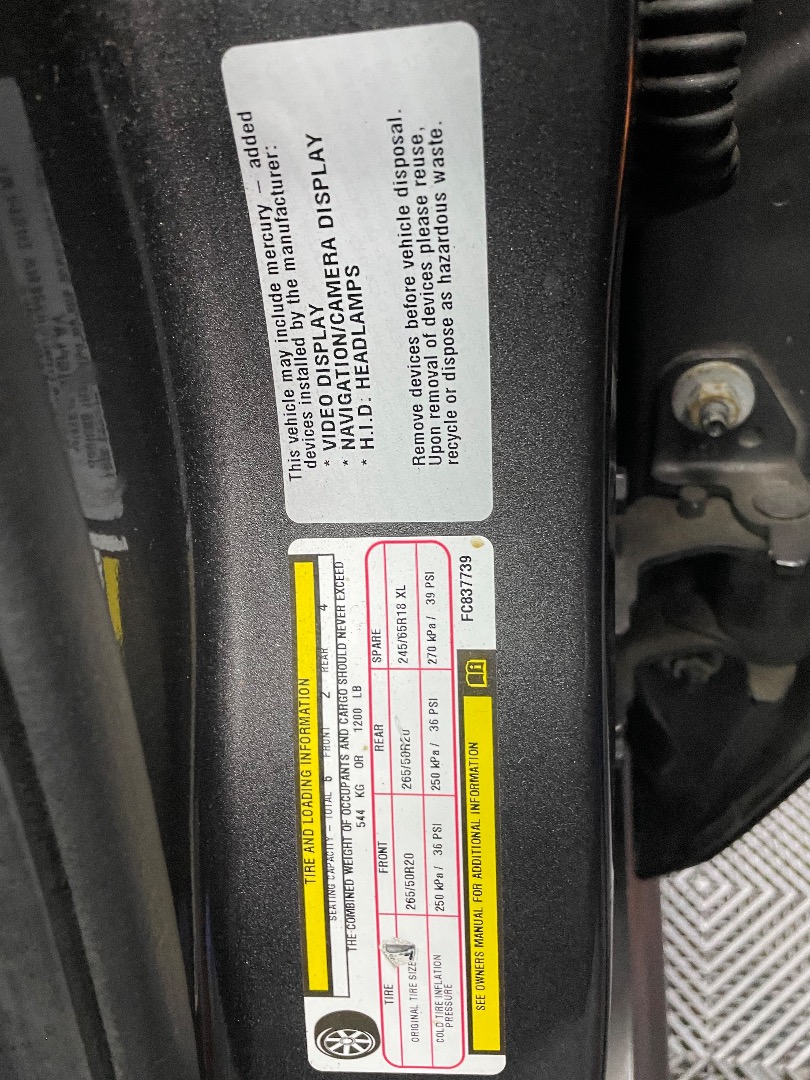 This vehicle may include mercury – added
devices installed by the manufacturer:
* VIDEO DISPLAY
* NAVIGATION/CAMERA DISPLAY
* H.I.D: HEADLAMPS
Remove devices before vehicle disposal.
Upon removal of devices please reuse,
recycle or dispose as hazardous waste.
TIRE AND LOADING INFORMATION
SEATING CAPACITY – TOTAL 6 FRONT 2 REAR 4
THE COMBINED WEIGHT OF OCCUPANTS AND CARGO SHOULD NEVER EXCEED
544 KG OR 1200 LB
TIRE FRONT REAR SPARE
ORIGINAL TIRE SIZE 265/50R20 265/50R20 245/65R18 XL
COLD TIRE INFLATION
PRESSURE
250 kPa / 36 PSI 250 kPa / 36 PSI 270 kPa / 39 PSI
SEE OWNERS MANUAL FOR ADDITIONAL INFORMATION
FC837739